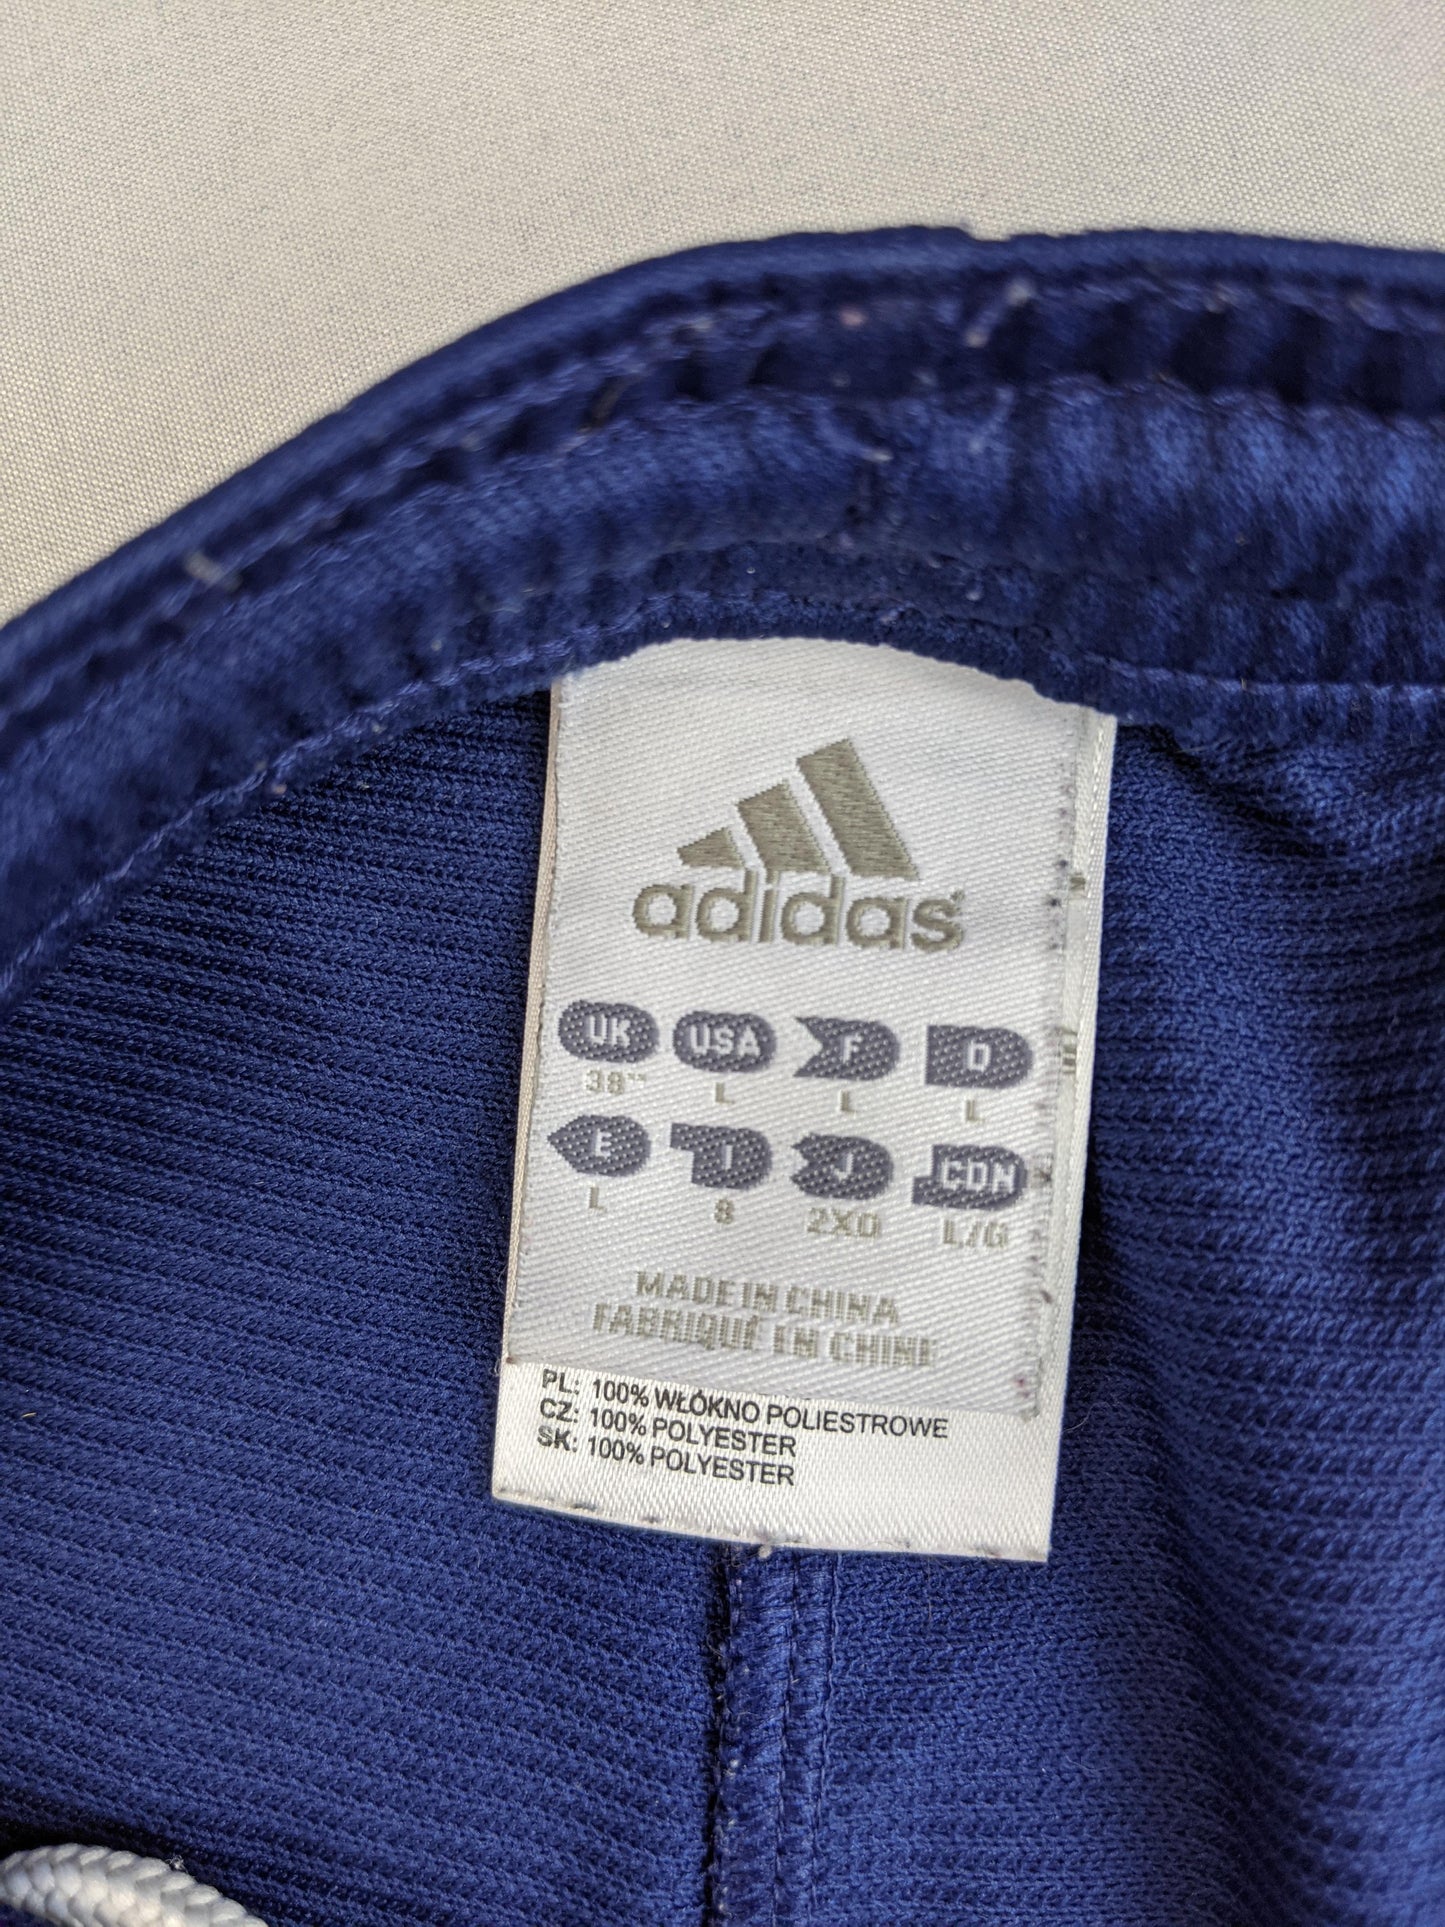 adidas
UK USA F D
38" L L L
E I J CDN
L 8 2XO L/G
MADE IN CHINA
FABRIQUÉ EN CHINE
PL: 100% WŁÓKNO POLIESTROWE
CZ: 100% POLYESTER
SK: 100% POLYESTER